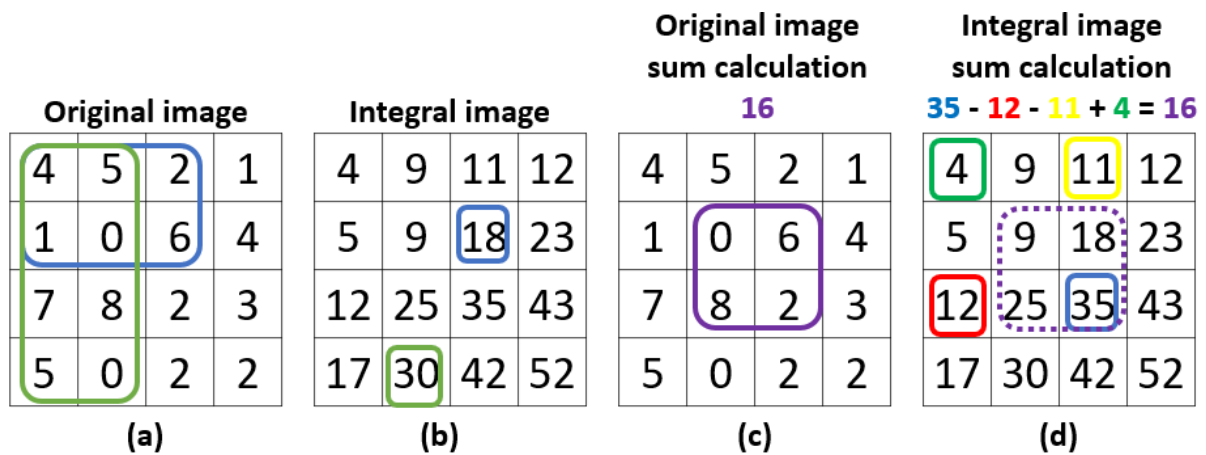 Original image
sum calculation
16
Integral image
sum calculation
35 - 12 - 11 + 4 = 16
Original image
4 5 2 1
1 0 6 4
7 8 2 3
5 0 2 2
(a)
Integral image
4 9 11 12
5 9 18 23
12 25 35 43
17 30 42 52
(b)
4 5 2 1
1 0 6 4
7 8 2 3
5 0 2 2
(c)
4 9 11 12
5 9 18 23
12 25 35 43
17 30 42 52
(d)